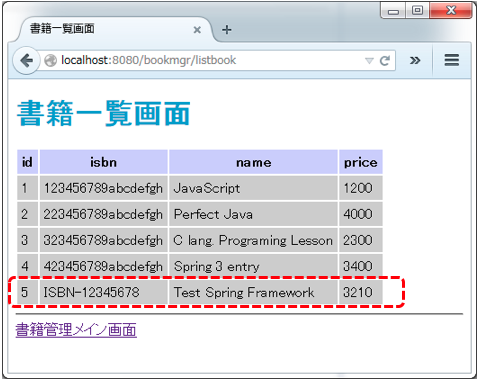 書籍一覧画面
localhost:8080/bookmgr/listbook
書籍一覧画面
id isbn name price
1 123456789abcdefgh JavaScript 1200
2 223456789abcdefgh Perfect Java 4000
3 323456789abcdefgh C lang. Programing Lesson 2300
4 423456789abcdefgh Spring 3 entry 3400
5 ISBN-12345678 Test Spring Framework 3210
書籍管理メイン画面